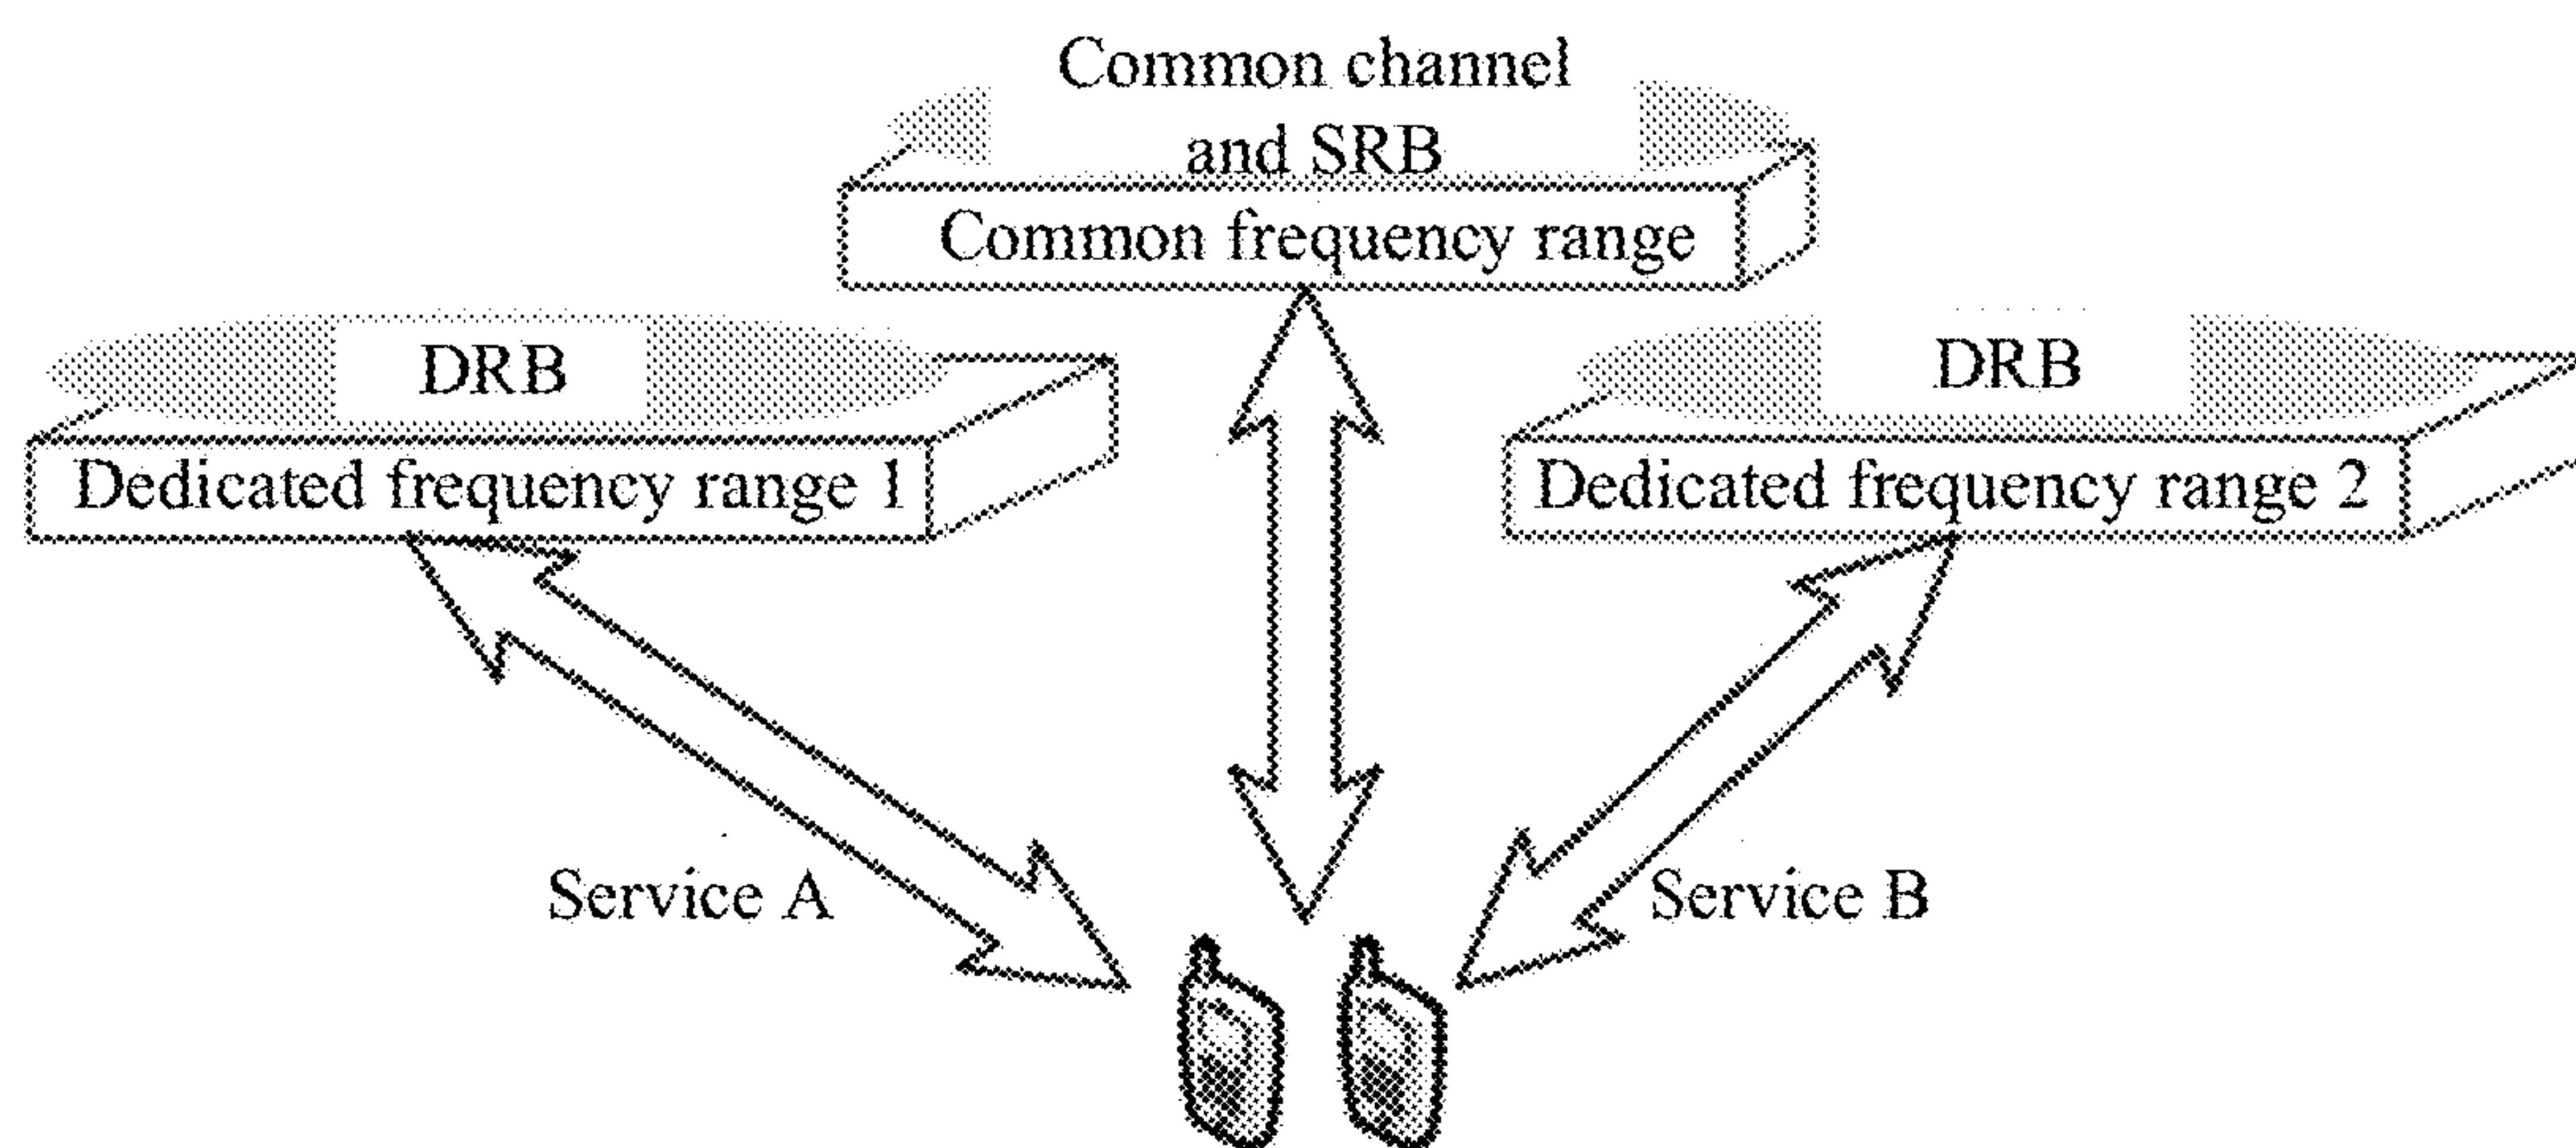 Common channel
and SRB
Common frequency range
DRB
Dedicated frequency range 1
DRB
Dedicated frequency range 2
Service A
Service B